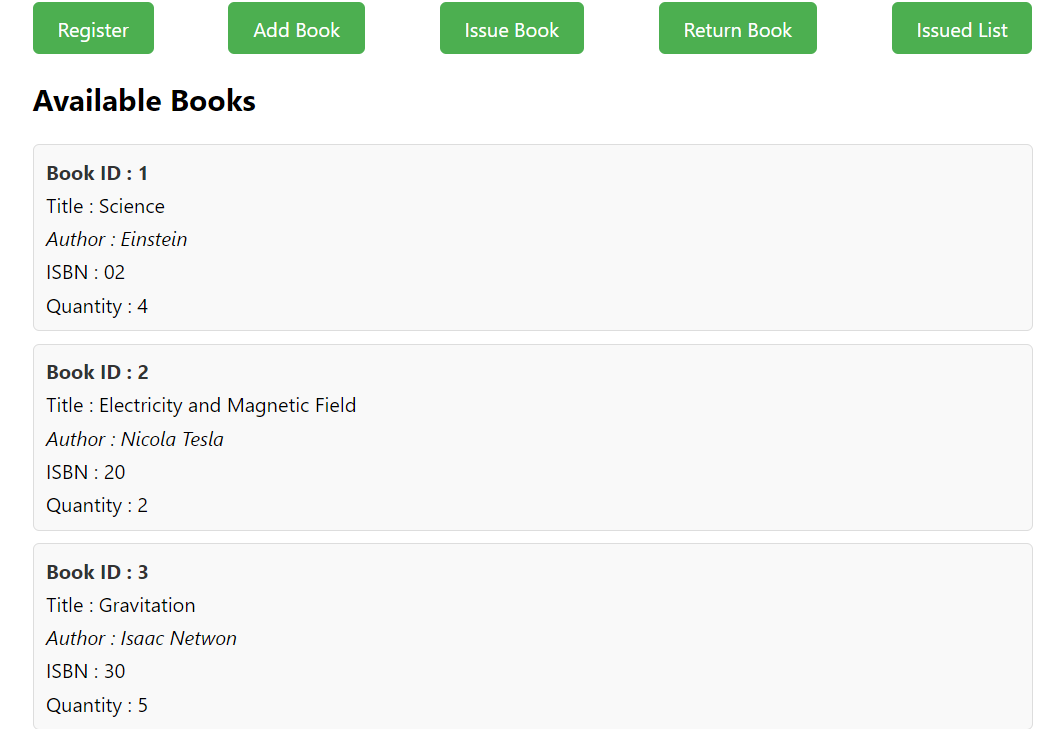 Register Add Book Issue Book Return Book Issued List
Available Books
Book ID : 1
Title : Science
Author : Einstein
ISBN : 02
Quantity : 4
Book ID : 2
Title : Electricity and Magnetic Field
Author : Nicola Tesla
ISBN : 20
Quantity : 2
Book ID : 3
Title : Gravitation
Author : Isaac Netwon
ISBN : 30
Quantity : 5